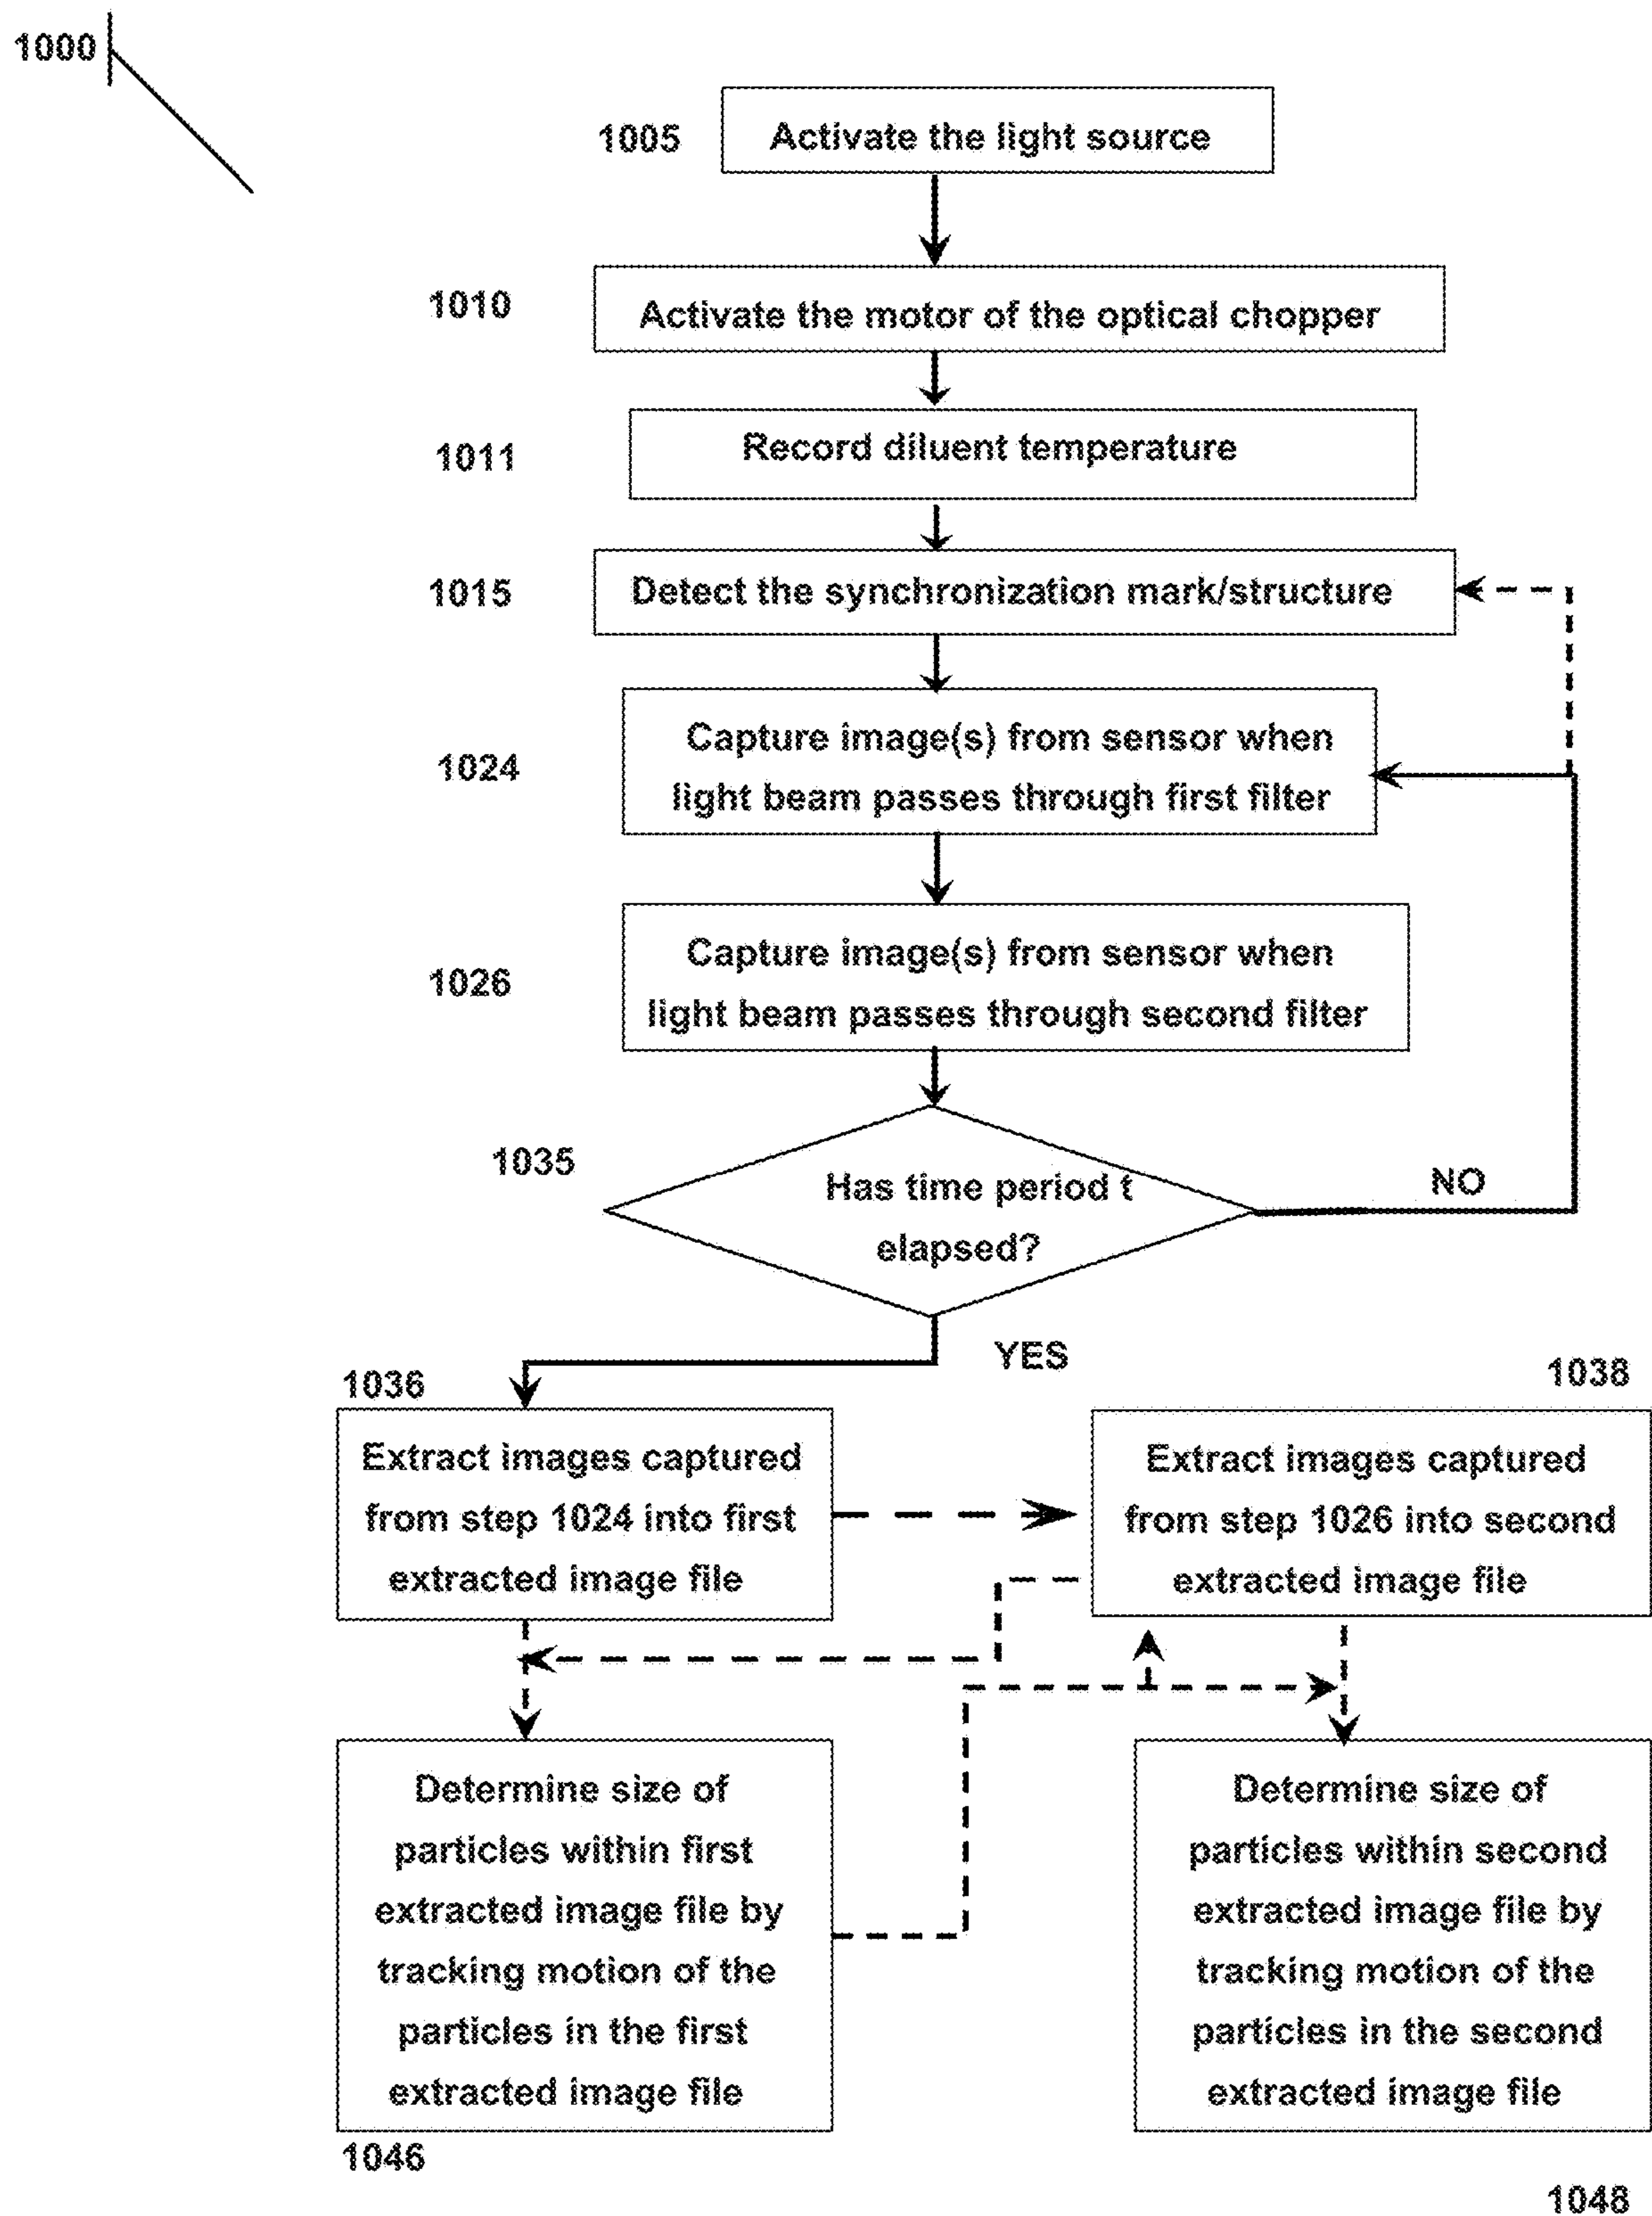 1000
1005
Activate the light source
1010
Activate the motor of the optical chopper
1011
Record diluent temperature
1015
Detect the synchronization mark/structure
1024
Capture image(s) from sensor when
light beam passes through first filter
1026
Capture image(s) from sensor when
light beam passes through second filter
1035
Has time period t
elapsed?
NO
YES
1036
Extract images captured
from step 1024 into first
extracted image file
1038
Extract images captured
from step 1026 into second
extracted image file
Determine size of
particles within first
extracted image file by
tracking motion of the
particles in the first
extracted image file
1046
Determine size of
particles within second
extracted image file by
tracking motion of the
particles in the second
extracted image file
1048